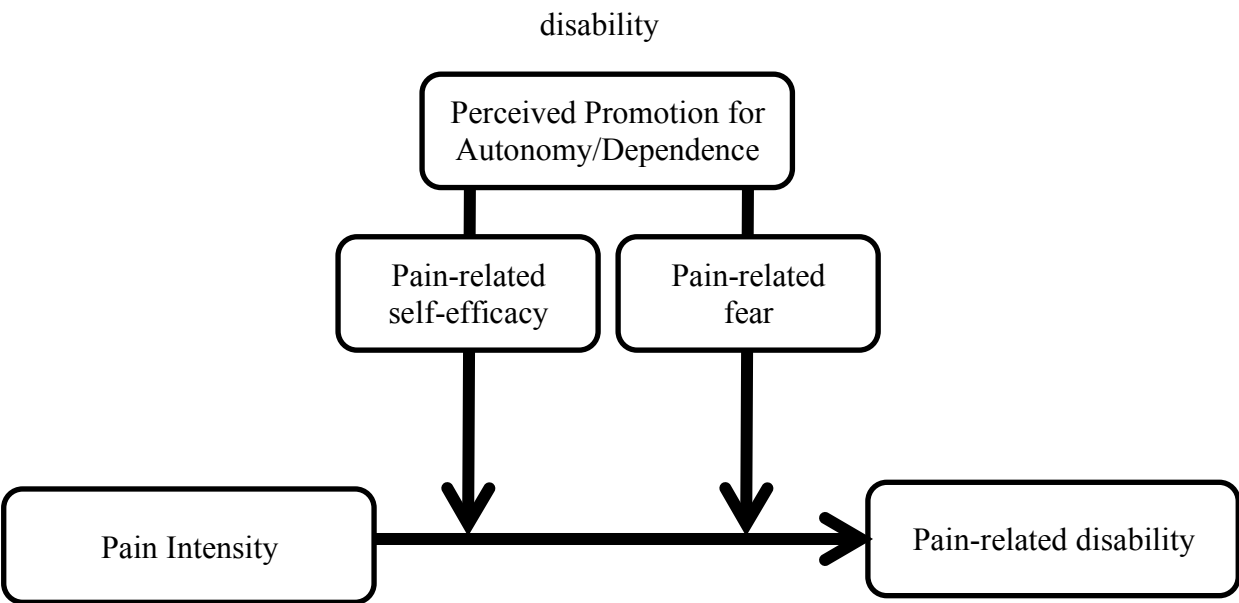 disability
Perceived Promotion for
Autonomy/Dependence
Pain-related
self-efficacy
Pain-related
fear
Pain Intensity
Pain-related disability